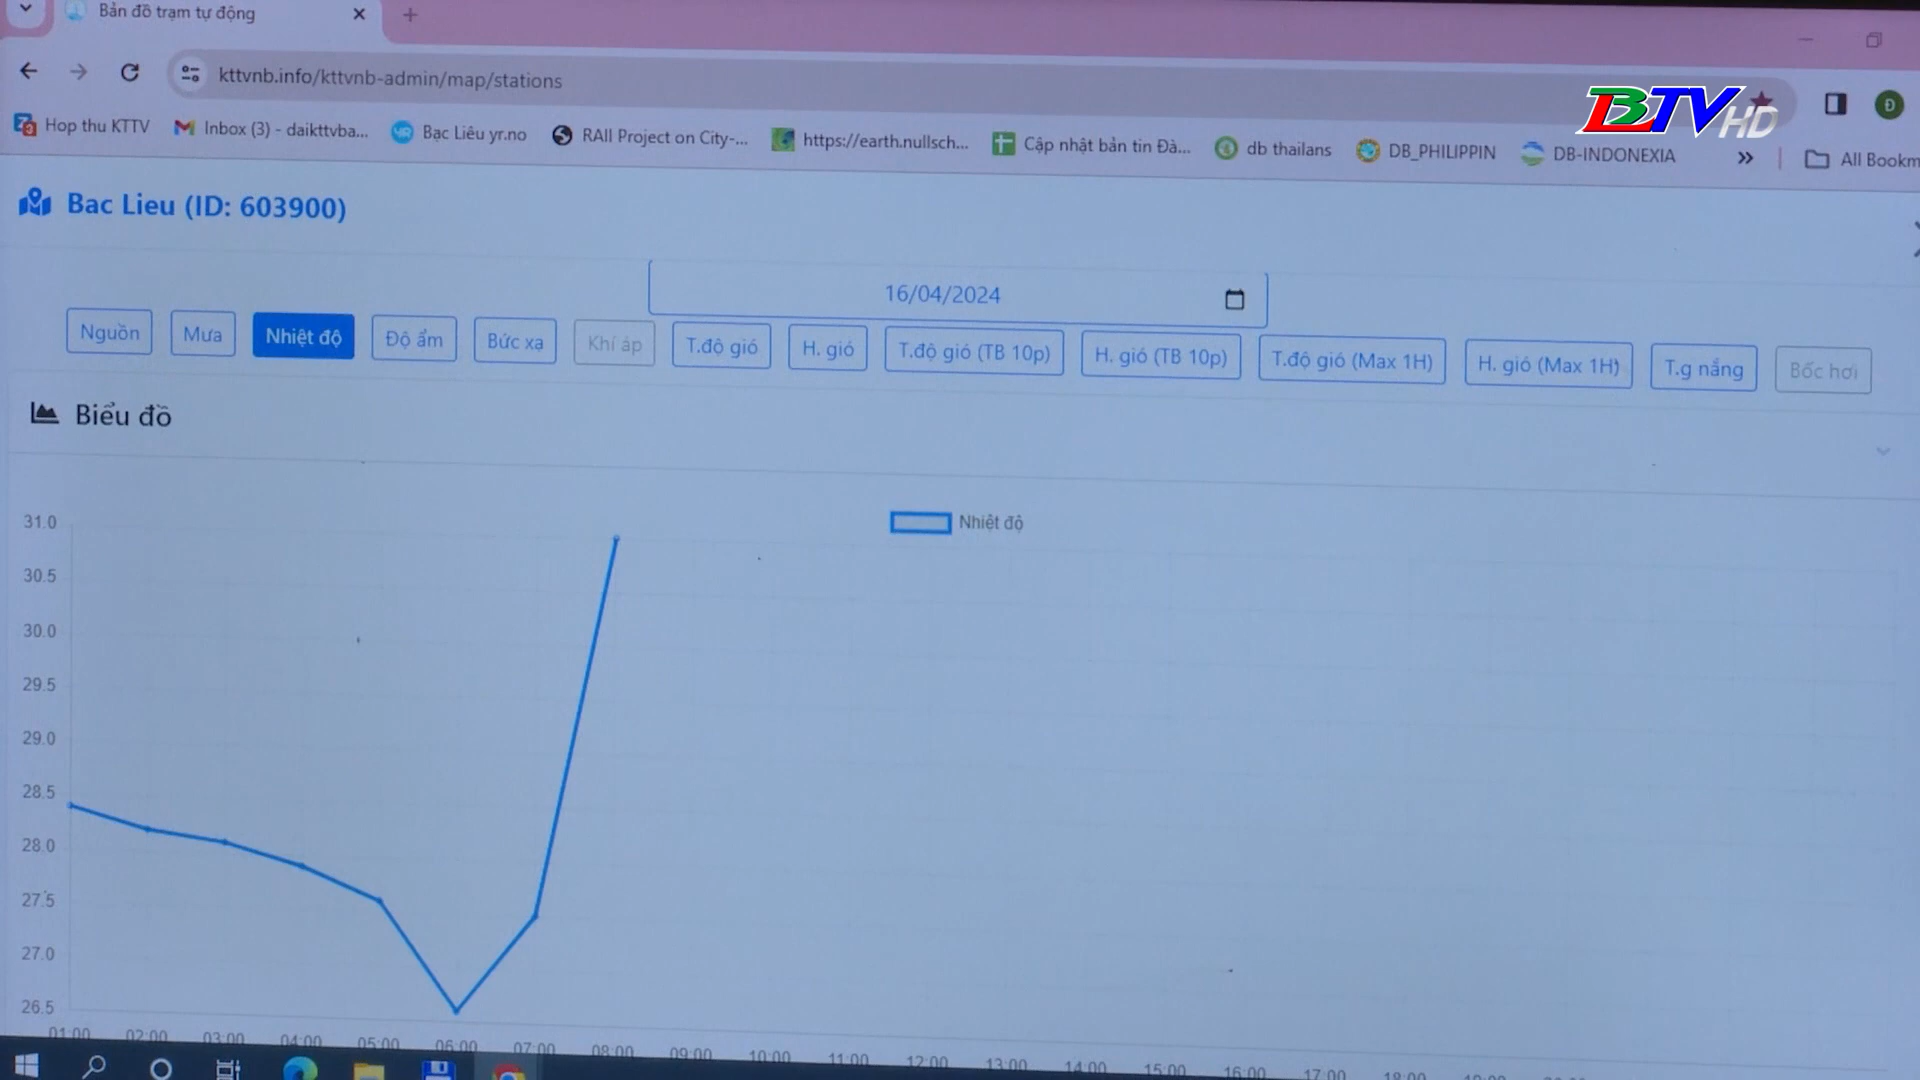 Bản đồ trạm tự động
kttvnb.info/kttvnb-admin/map/stations
BTV HD
Đ
Hop thu KTTV Inbox (3) - daikttvba... Bạc Liêu yr.no RAII Project on City-... https://earth.nullsch... Cập nhật bản tin Đà... db thailans DB_PHILIPPIN DB-INDONEXIA » All Bookm
Bac Lieu (ID: 603900)
16/04/2024
Nguồn Mưa Nhiệt độ Độ ẩm Bức xạ Khí áp T.độ gió H. gió T.độ gió (TB 10p) H. gió (TB 10p) T.độ gió (Max 1H) H. gió (Max 1H) T.g nắng Bốc hơi
Biểu đồ
Nhiệt độ
31.0
30.5
30.0
29.5
29.0
28.5
28.0
27.5
27.0
26.5
01:00 02:00 03:00 04:00 05:00 06:00 07:00 08:00 09:00 10:00 11:00 12:00 13:00 14:00 15:00 16:00 17:00 18:00